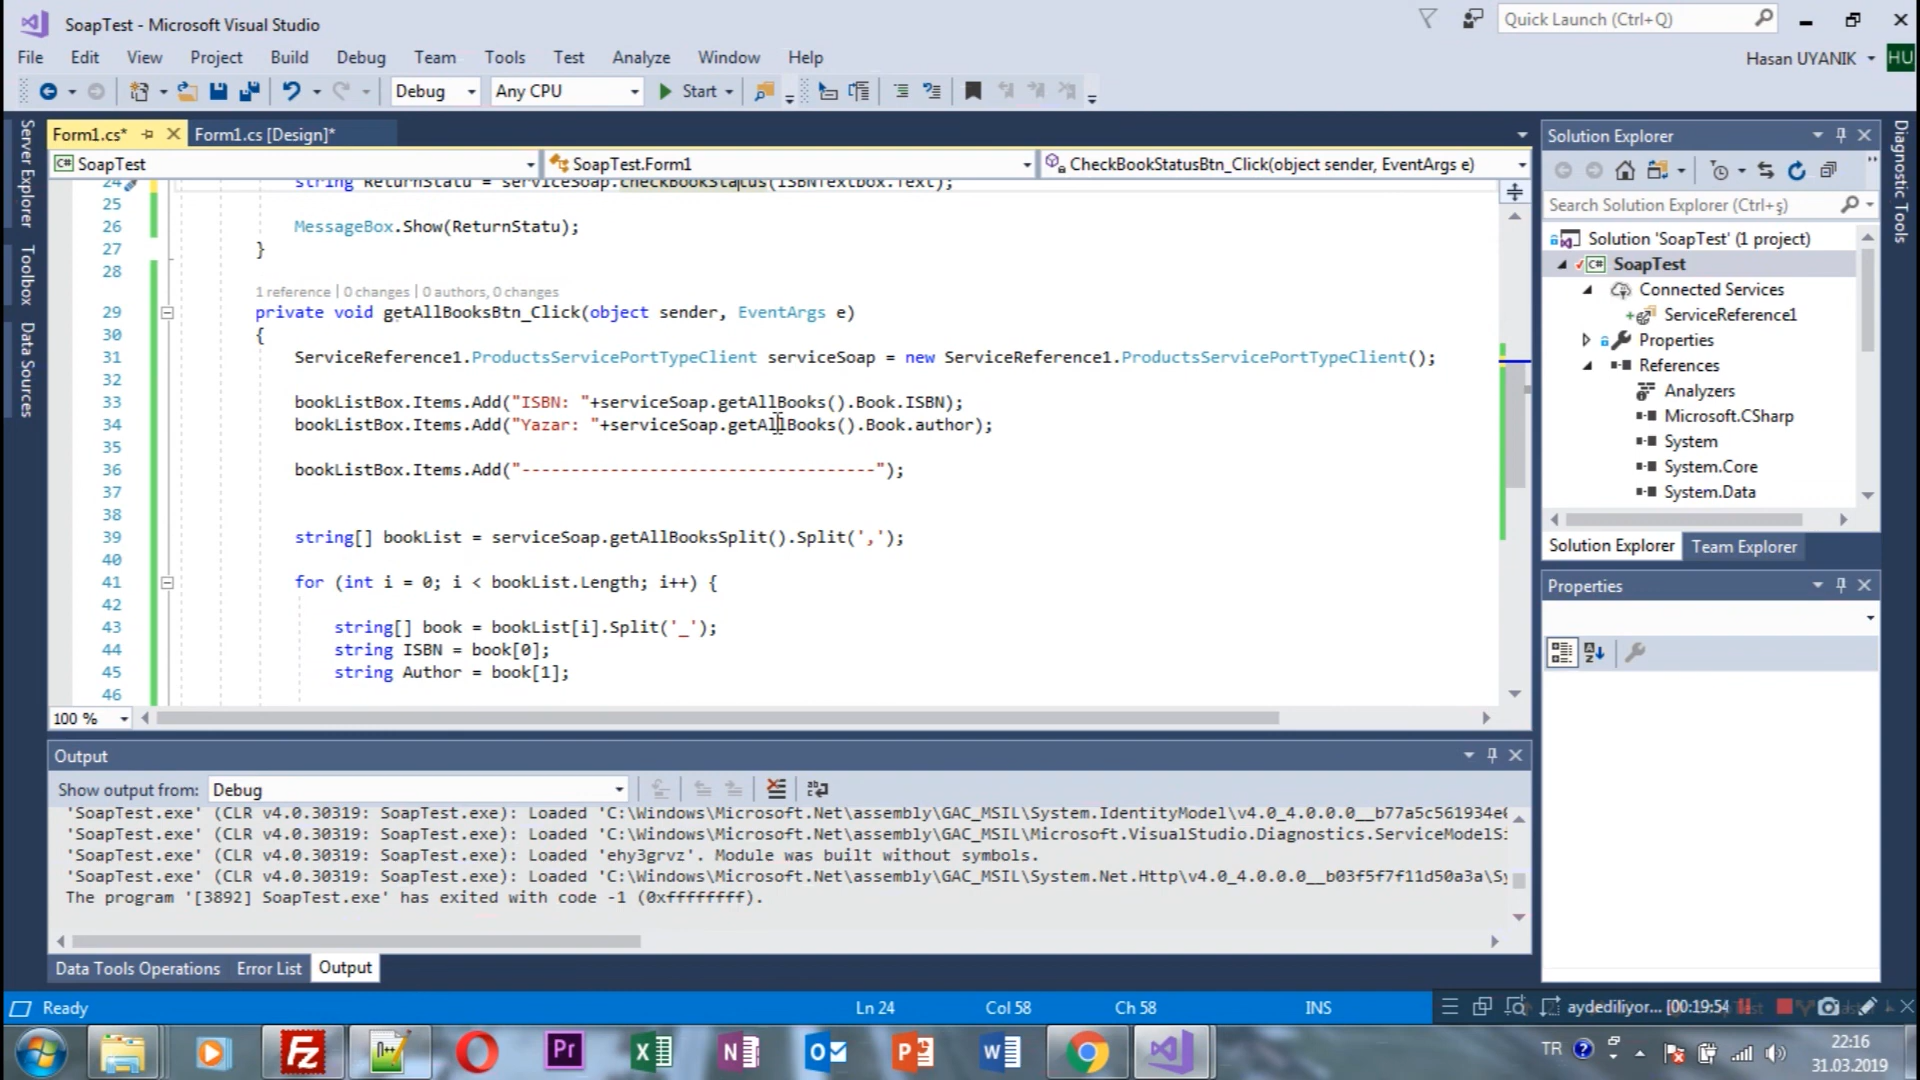 SoapTest - Microsoft Visual Studio
Quick Launch (Ctrl+Q)
File Edit View Project Build Debug Team Tools Test Analyze Window Help
Hasan UYANIK HU
Debug Any CPU Start
Server Explorer
Toolbox
Data Sources
Form1.cs* Form1.cs [Design]*
C# SoapTest SoapTest.Form1 CheckBookStatusBtn_Click(object sender, EventArgs e)
24 string ReturnStatu = serviceSoap.checkBookStatus(ISBNTextbox.Text);
25
26 MessageBox.Show(ReturnStatu);
27 }
28
1 reference | 0 changes | 0 authors, 0 changes
29 private void getAllBooksBtn_Click(object sender, EventArgs e)
30 {
31 ServiceReference1.ProductsServicePortTypeClient serviceSoap = new ServiceReference1.ProductsServicePortTypeClient();
32
33 bookListBox.Items.Add("ISBN: "+serviceSoap.getAllBooks().Book.ISBN);
34 bookListBox.Items.Add("Yazar: "+serviceSoap.getAllBooks().Book.author);
35
36 bookListBox.Items.Add("------------------------------------");
37
38
39 string[] bookList = serviceSoap.getAllBooksSplit().Split(',');
40
41 for (int i = 0; i < bookList.Length; i++) {
42
43 string[] book = bookList[i].Split('_');
44 string ISBN = book[0];
45 string Author = book[1];
46
100 %
Output
Show output from: Debug
'SoapTest.exe' (CLR v4.0.30319: SoapTest.exe): Loaded 'C:\Windows\Microsoft.Net\assembly\GAC_MSIL\System.IdentityModel\v4.0_4.0.0.0__b77a5c561934e
'SoapTest.exe' (CLR v4.0.30319: SoapTest.exe): Loaded 'C:\Windows\Microsoft.Net\assembly\GAC_MSIL\Microsoft.VisualStudio.Diagnostics.ServiceModelSi
'SoapTest.exe' (CLR v4.0.30319: SoapTest.exe): Loaded 'ehy3grvz'. Module was built without symbols.
'SoapTest.exe' (CLR v4.0.30319: SoapTest.exe): Loaded 'C:\Windows\Microsoft.Net\assembly\GAC_MSIL\System.Net.Http\v4.0_4.0.0.0__b03f5f7f11d50a3a\Sy
The program '[3892] SoapTest.exe' has exited with code -1 (0xffffffff).
Data Tools Operations Error List Output
Solution Explorer
Search Solution Explorer (Ctrl+ş)
Solution 'SoapTest' (1 project)
C# SoapTest
Connected Services
ServiceReference1
Properties
References
Analyzers
Microsoft.CSharp
System
System.Core
System.Data
Solution Explorer Team Explorer
Properties
Diagnostic Tools
Ready Ln 24 Col 58 Ch 58 INS aydediliyor... [00:19:54]
TR
22:16
31.03.2019